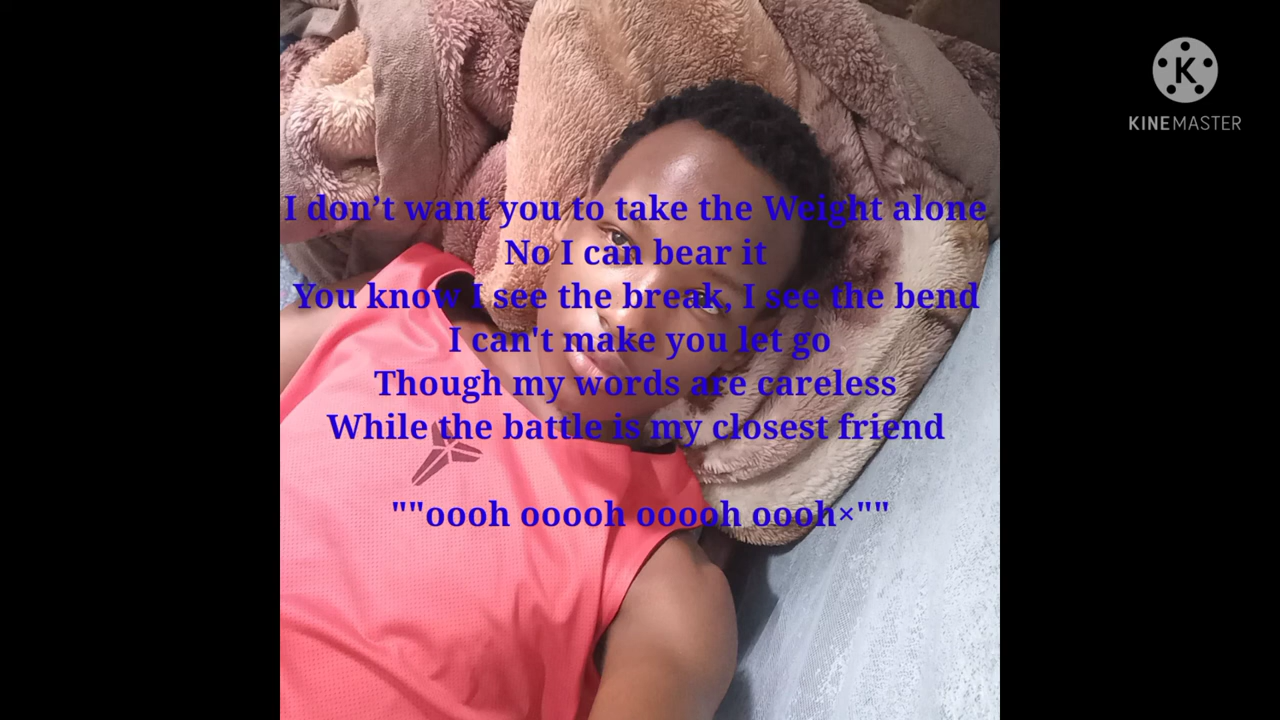 I don’t want you to take the Weight alone
No I can bear it
You know I see the break, I see the bend
I can't make you let go
Though my words are careless
While the battle is my closest friend
""oooh ooooh ooooh oooh×""
K
KINEMASTER